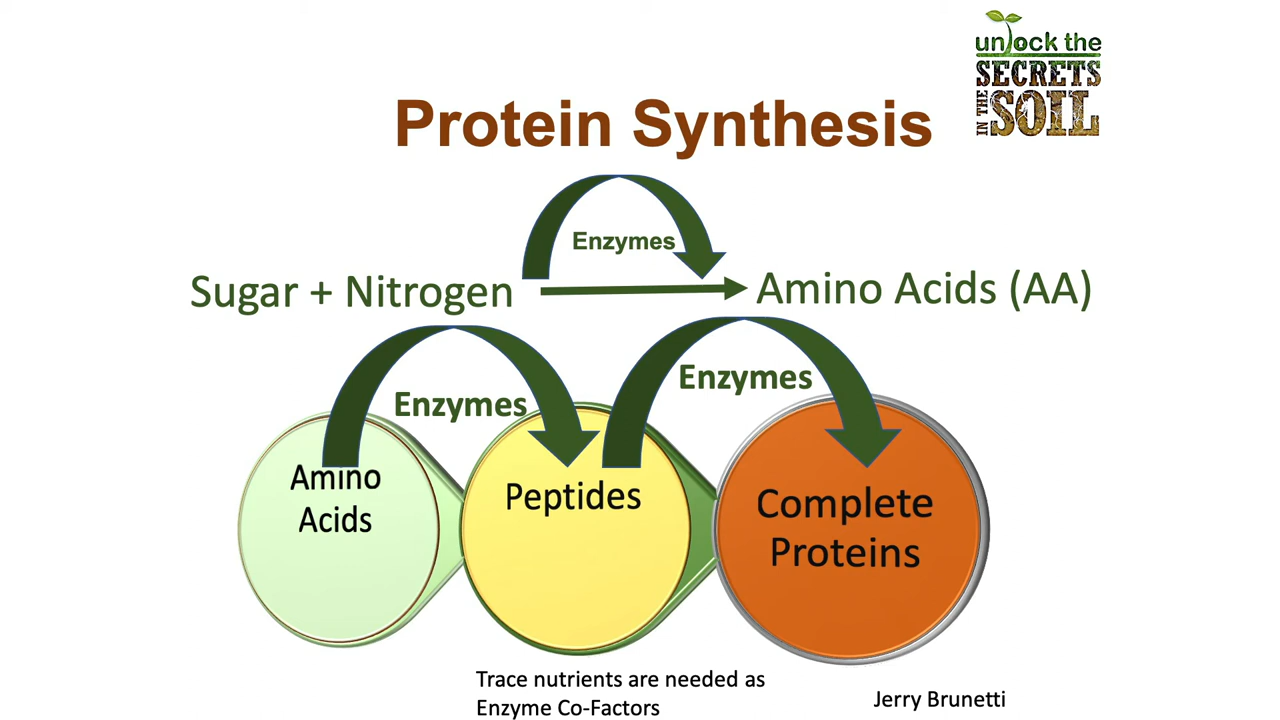 unlock the
SECRETS
IN THE
SOIL
Protein Synthesis
Enzymes
Sugar + Nitrogen
Amino Acids (AA)
Enzymes
Enzymes
Amino
Acids
Peptides
Complete
Proteins
Trace nutrients are needed as
Enzyme Co-Factors
Jerry Brunetti